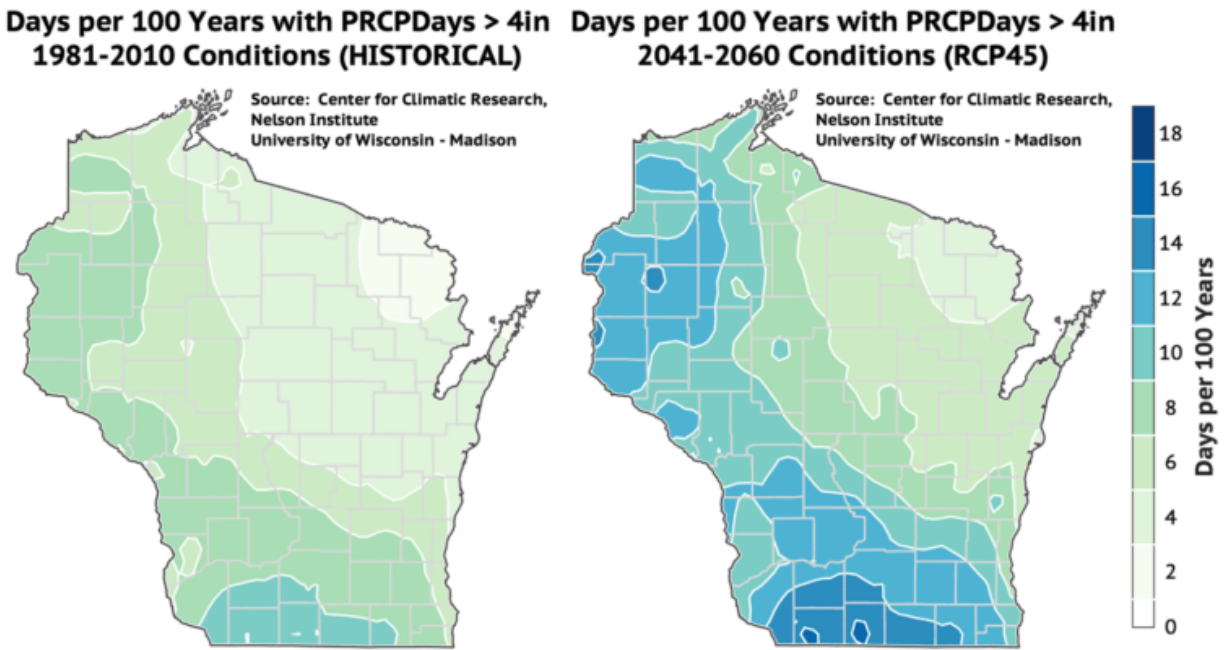 Days per 100 Years with PRCPDays > 4in
1981-2010 Conditions (HISTORICAL)
Source: Center for Climatic Research,
Nelson Institute
University of Wisconsin - Madison
Days per 100 Years with PRCPDays > 4in
2041-2060 Conditions (RCP45)
Source: Center for Climatic Research,
Nelson Institute
University of Wisconsin - Madison
18
16
14
12
10
8
6
4
2
0
Days per 100 Years